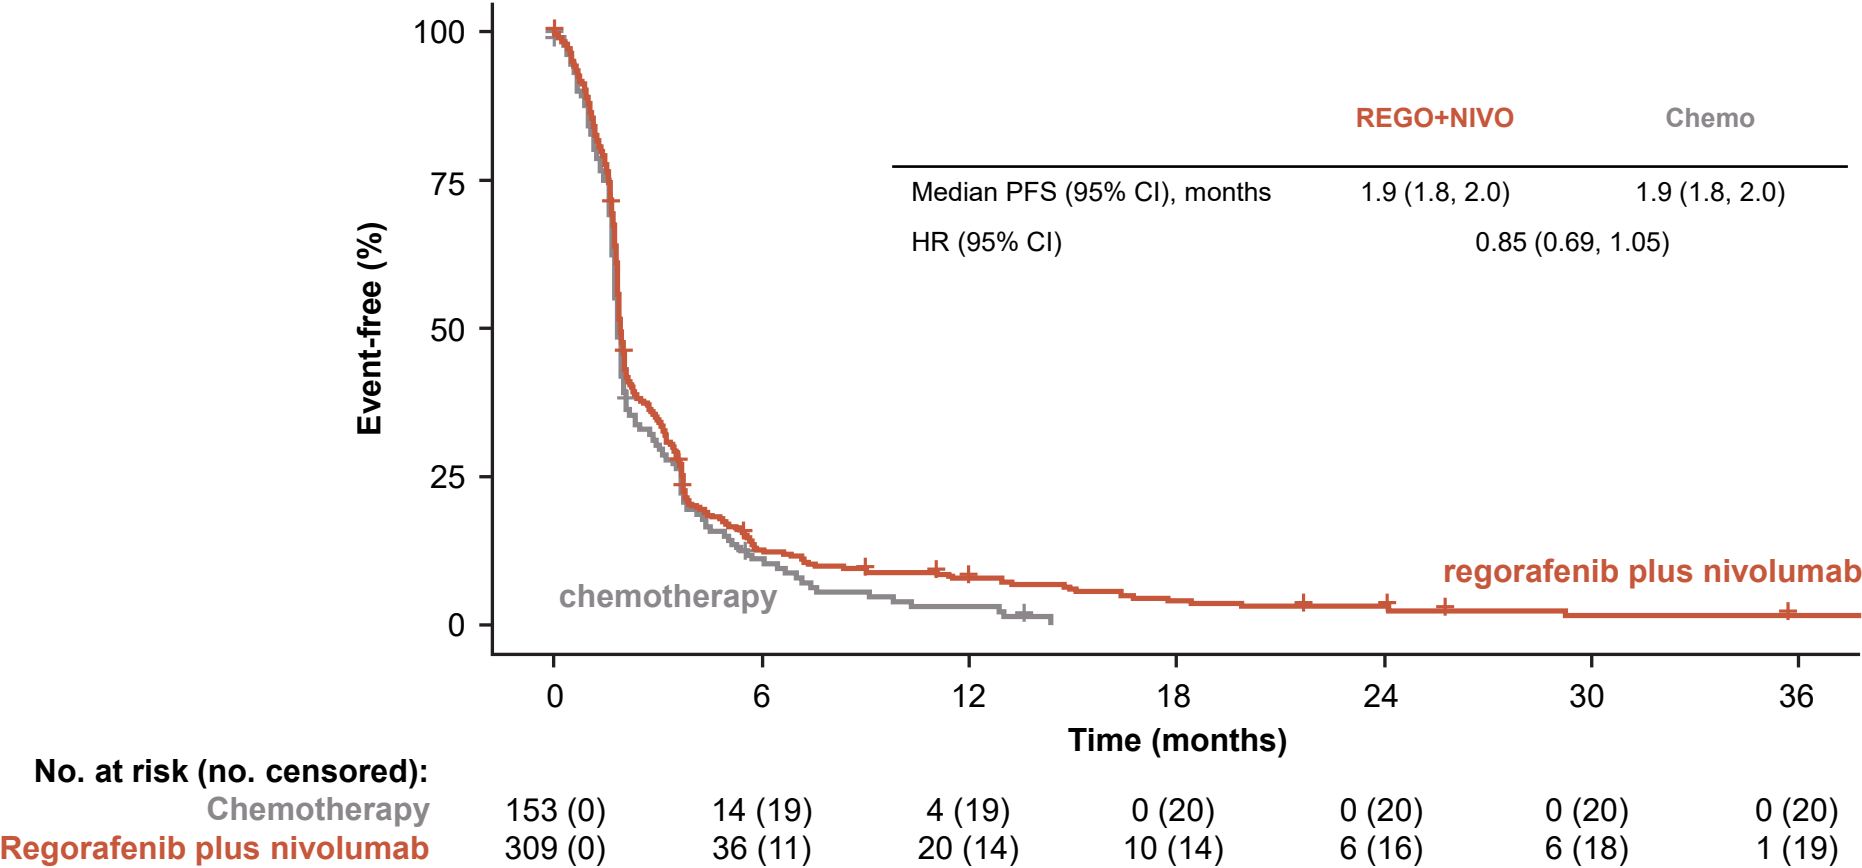 100
75
50
25
0
Event-free (%)
REGO+NIVO Chemo
Median PFS (95% CI), months 1.9 (1.8, 2.0) 1.9 (1.8, 2.0)
HR (95% CI) 0.85 (0.69, 1.05)
regorafenib plus nivolumab
chemotherapy
0 6 12 18 24 30 36
Time (months)
No. at risk (no. censored):
Chemotherapy 153 (0) 14 (19) 4 (19) 0 (20) 0 (20) 0 (20) 0 (20)
Regorafenib plus nivolumab 309 (0) 36 (11) 20 (14) 10 (14) 6 (16) 6 (18) 1 (19)